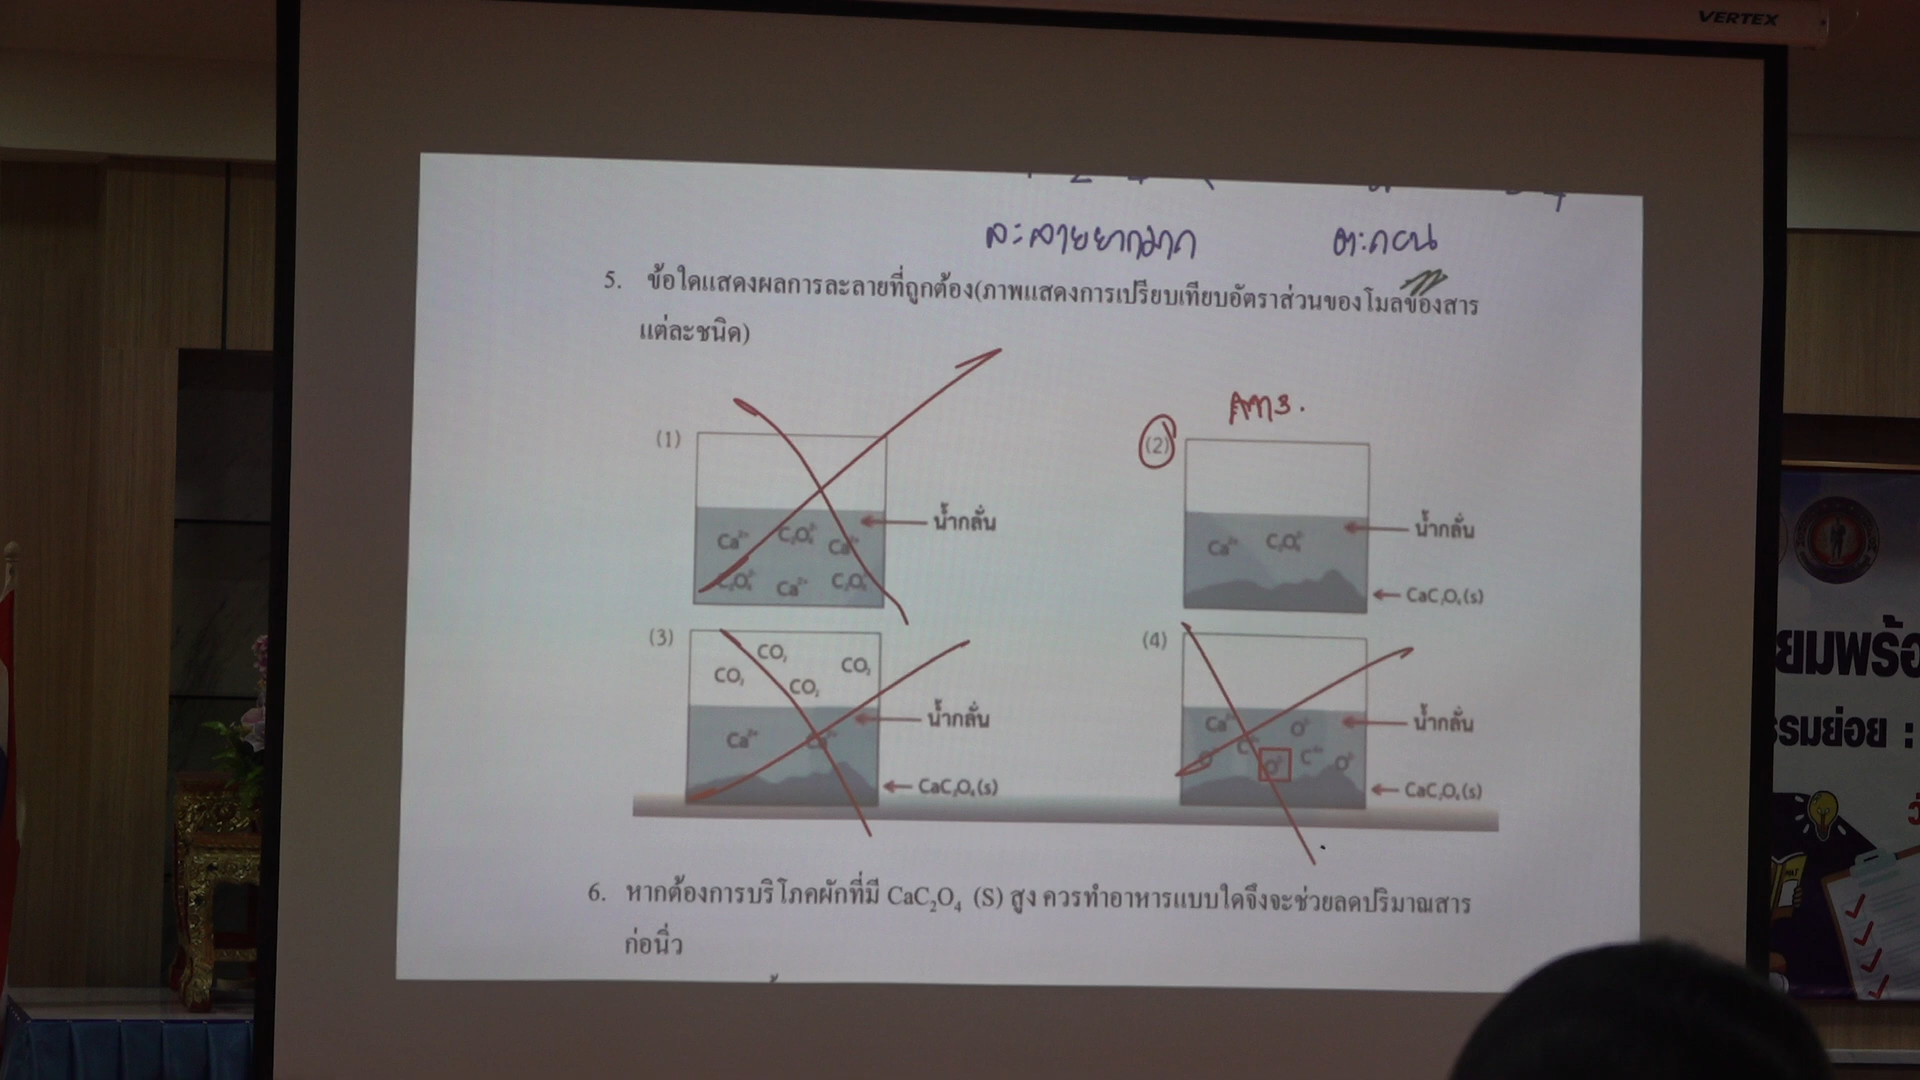 VERTEX
ละลายยากมาก ตะกอน
5. ข้อใดแสดงผลการละลายที่ถูกต้อง(ภาพแสดงการเปรียบเทียบอัตราส่วนของโมลของสาร
แต่ละชนิด)
Ans.
(1)
น้ำกลั่น
Ca²⁺ C₂O₄²⁻ Ca²⁺
C₂O₄²⁻ Ca²⁺ C₂O₄²⁻
(2)
น้ำกลั่น
Ca²⁺ C₂O₄²⁻
CaC₂O₄(s)
(3)
CO₂ CO₂ CO₂ CO₂
น้ำกลั่น
Ca²⁺ Ca²⁺
CaC₂O₄(s)
(4)
น้ำกลั่น
Ca²⁺ O²⁻
O²⁻ C⁴⁺ O²⁻ C⁴⁺ O²⁻
CaC₂O₄(s)
6. หากต้องการบริโภคผักที่มี CaC₂O₄ (S) สูง ควรทำอาหารแบบใดจึงจะช่วยลดปริมาณสาร
ก่อนิ่ว